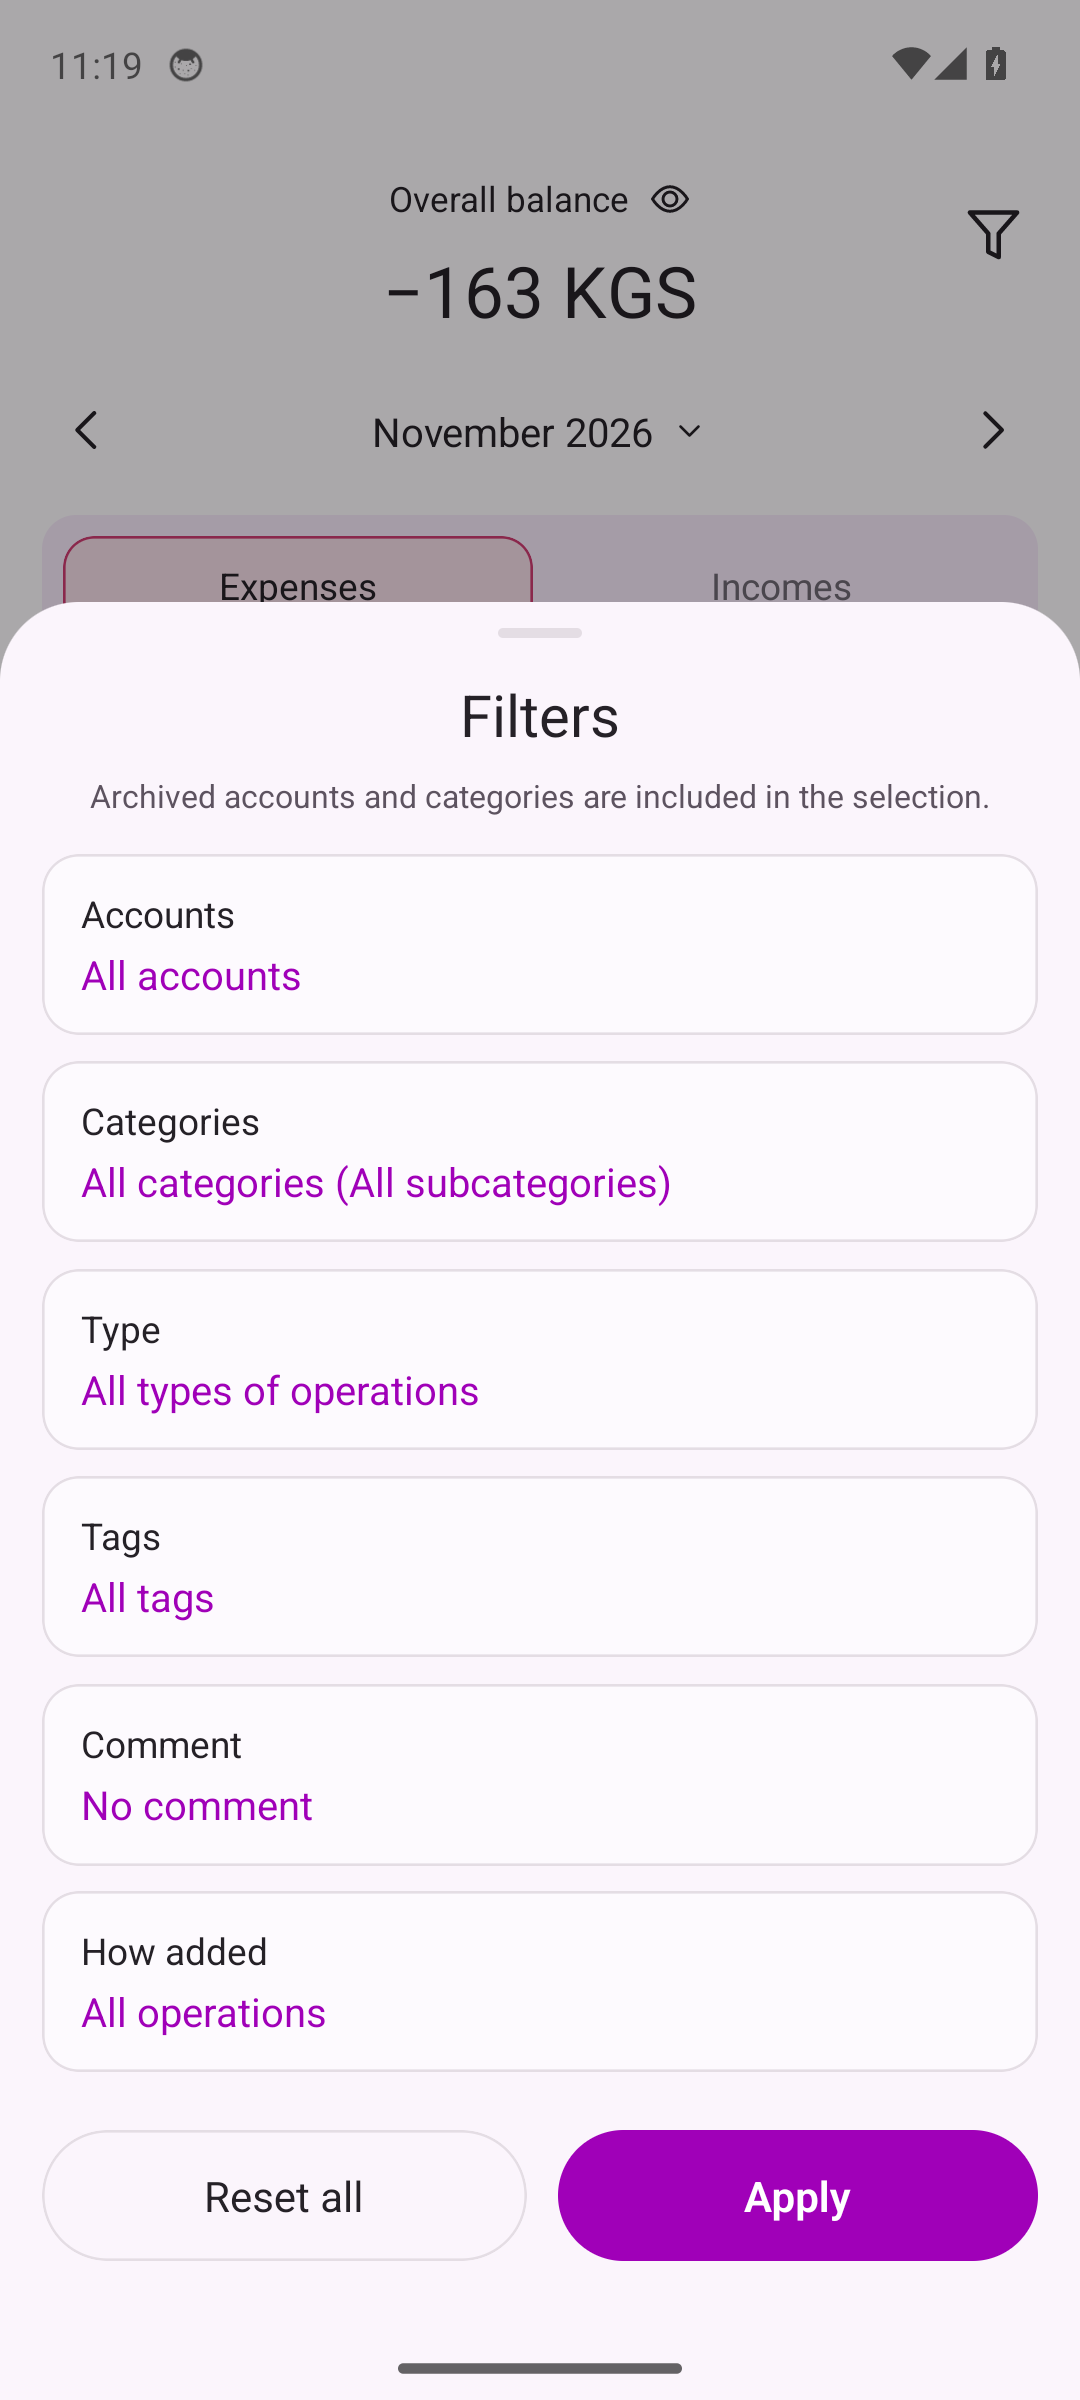 11:19
Overall balance
−163 KGS
November 2026
Expenses
Incomes
Filters
Archived accounts and categories are included in the selection.
Accounts
All accounts
Categories
All categories (All subcategories)
Type
All types of operations
Tags
All tags
Comment
No comment
How added
All operations
Reset all
Apply